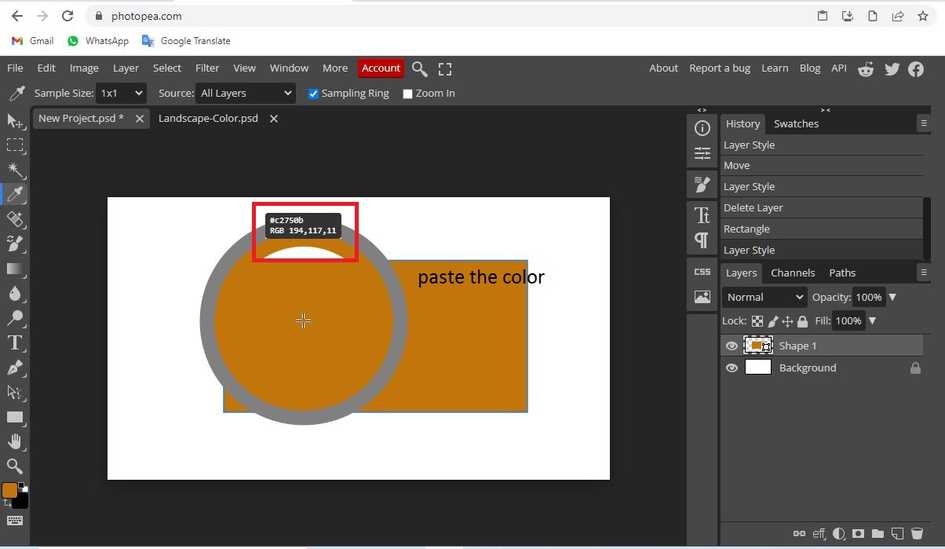 photopea.com
Gmail WhatsApp Google Translate
File Edit Image Layer Select Filter View Window More Account About Report a bug Learn Blog API
Sample Size: 1x1 Source: All Layers Sampling Ring Zoom In
New Project.psd * Landscape-Color.psd
History Swatches
Layer Style
Move
Layer Style
Delete Layer
Rectangle
Layer Style
#c2750b
RGB 194,117,11
paste the color
CSS
Layers Channels Paths
Normal Opacity: 100%
Lock: Fill: 100%
Shape 1
Background
eff